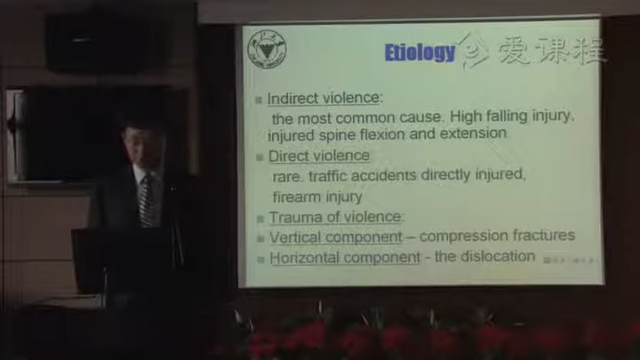 Etiology
爱课程
Indirect violence:
the most common cause. High falling injury,
injured spine flexion and extension
Direct violence
rare. traffic accidents directly injured,
firearm injury
Trauma of violence:
Vertical component – compression fractures
Horizontal component - the dislocation